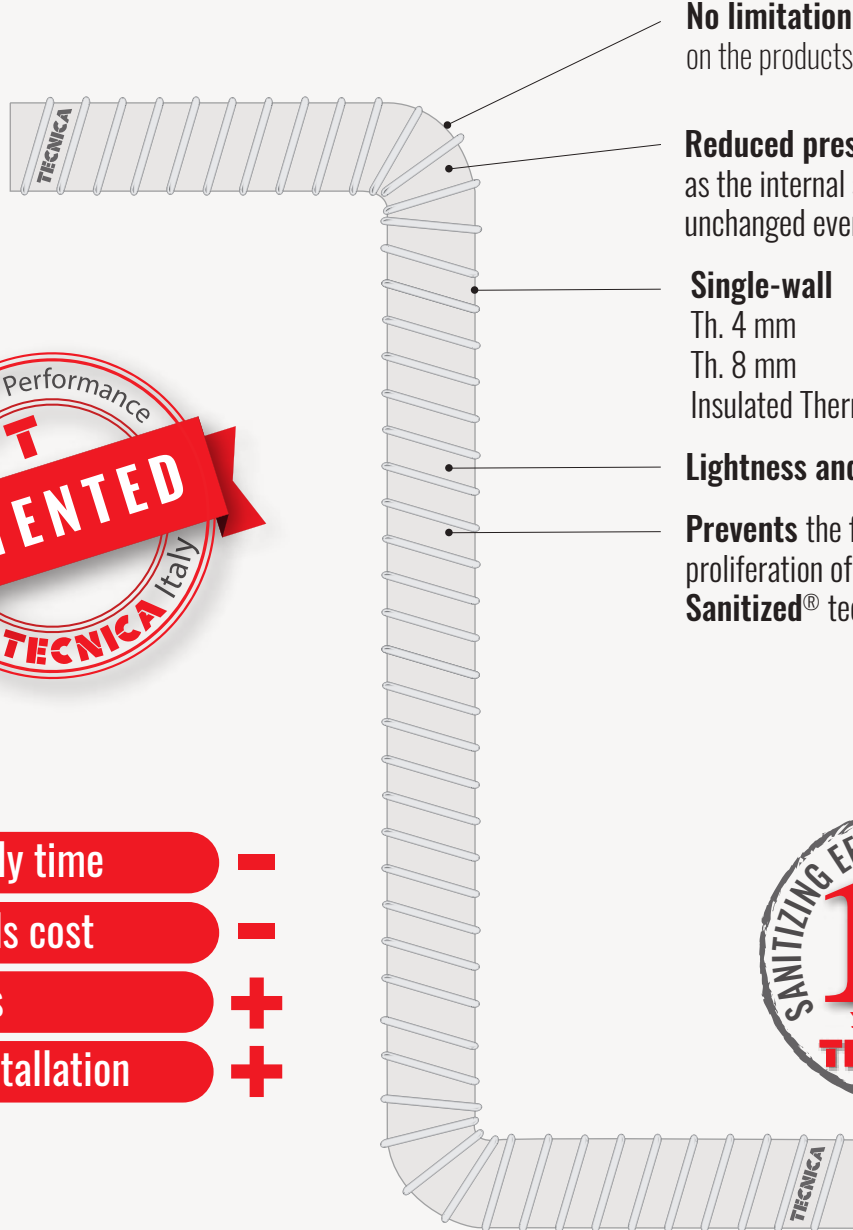 No limitation
on the products
TECNICA
Reduced pres
as the internal
unchanged ever
Single-wall
Th. 4 mm
Th. 8 mm
Insulated Therm
Lightness and
Performance
T
ENTED
TECNICA Italy
Prevents the f
proliferation of
Sanitized® tec
ly time
ls cost
s
tallation
SANITIZING EF
TECNICA